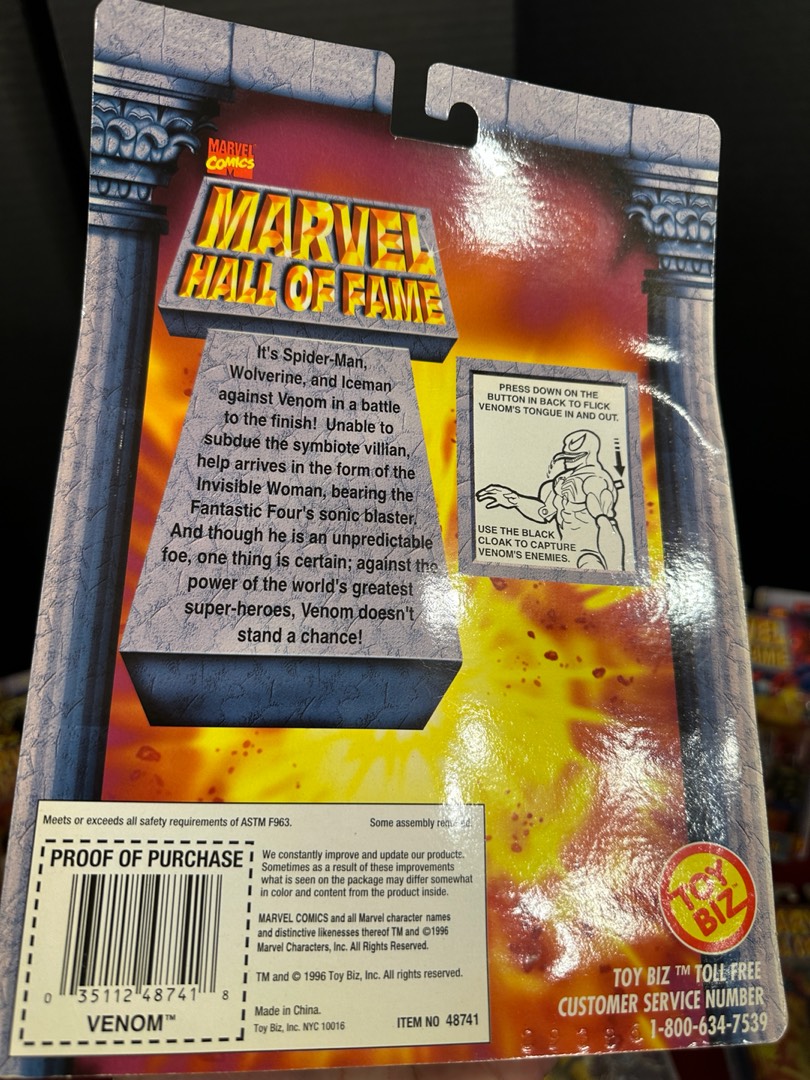 MARVEL
COMICS
MARVEL
HALL OF FAME
It's Spider-Man,
Wolverine, and Iceman
against Venom in a battle
to the finish! Unable to
subdue the symbiote villian,
help arrives in the form of the
Invisible Woman, bearing the
Fantastic Four's sonic blaster.
And though he is an unpredictable
foe, one thing is certain; against the
power of the world's greatest
super-heroes, Venom doesn't
stand a chance!
PRESS DOWN ON THE
BUTTON IN BACK TO FLICK
VENOM'S TONGUE IN AND OUT.
USE THE BLACK
CLOAK TO CAPTURE
VENOM'S ENEMIES.
Meets or exceeds all safety requirements of ASTM F963.
Some assembly required.
PROOF OF PURCHASE
0 35112 48741 8
VENOM™
We constantly improve and update our products.
Sometimes as a result of these improvements
what is seen on the package may differ somewhat
in color and content from the product inside.
MARVEL COMICS and all Marvel character names
and distinctive likenesses thereof TM and ©1996
Marvel Characters, Inc. All Rights Reserved.
TM and © 1996 Toy Biz, Inc. All rights reserved.
Made in China.
Toy Biz, Inc. NYC 10016
ITEM NO 48741
TOY
BIZ™
TOY BIZ ™ TOLL FREE
CUSTOMER SERVICE NUMBER
1-800-634-7539